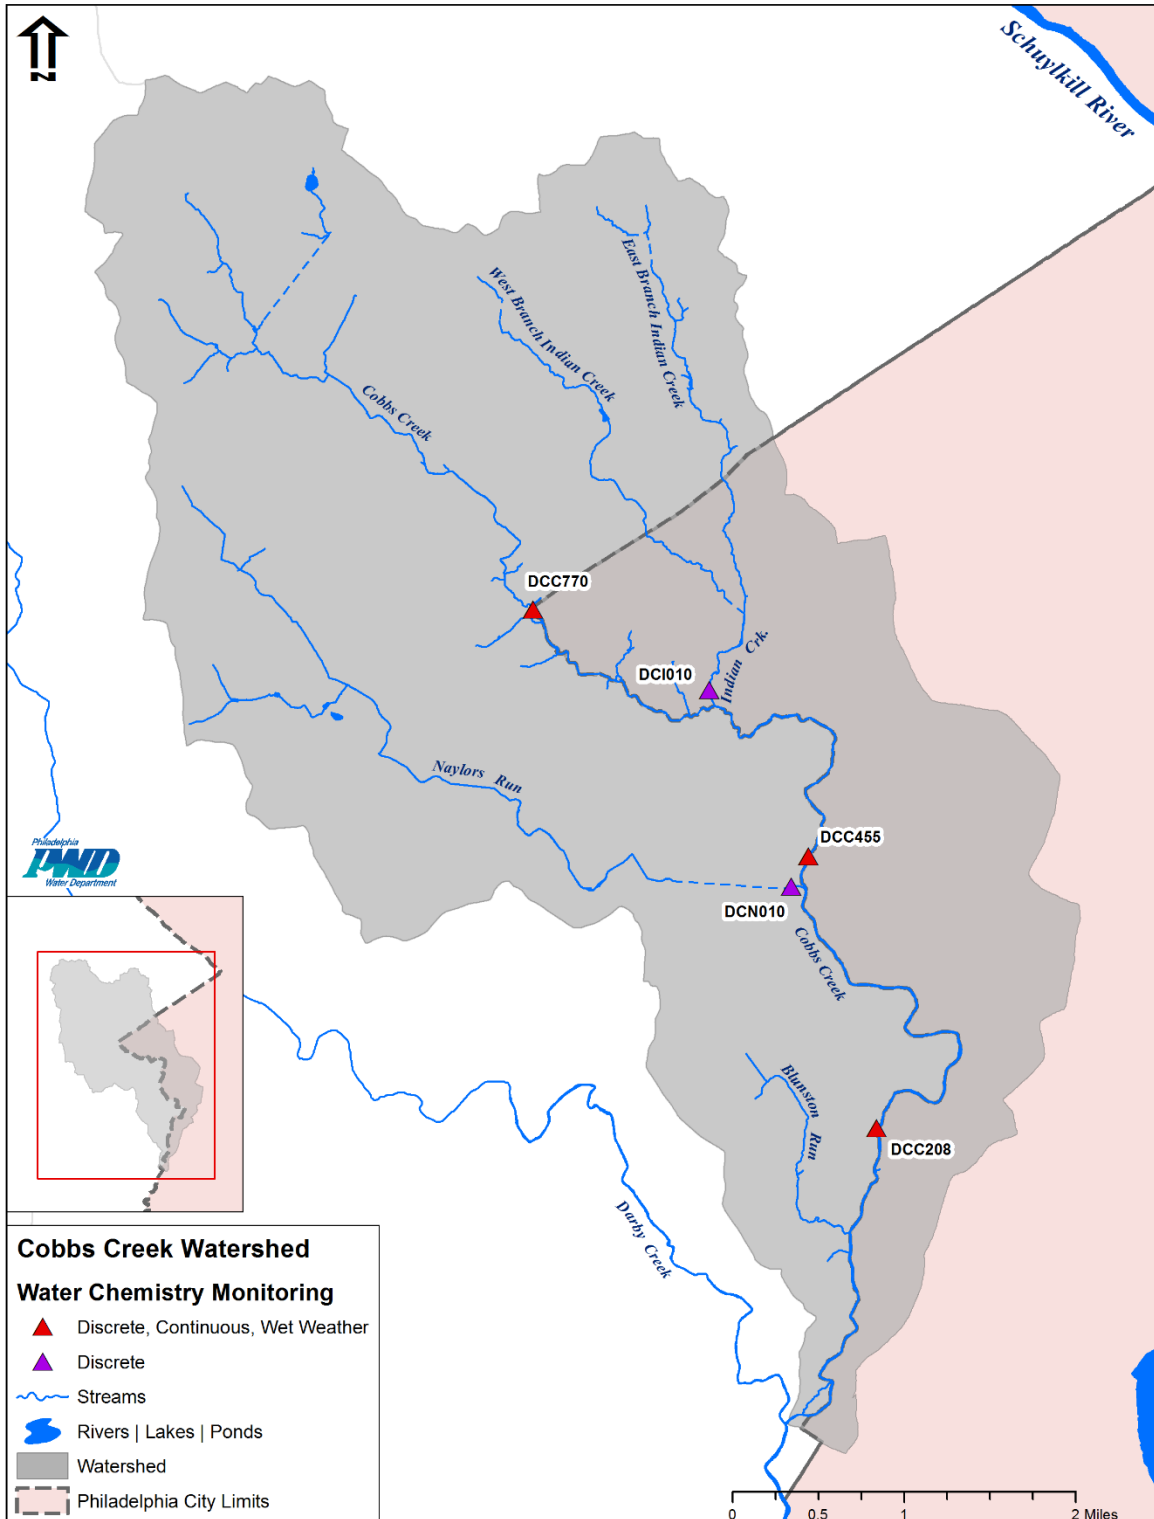 N
Schuylkill River
West Branch Indian Creek
East Branch Indian Creek
Cobbs Creek
DCC770
DCI010
Indian Crk.
Naylors Run
DCC455
DCN010
Cobbs Creek
Blunston Run
DCC208
Darby Creek
Philadelphia
PWD
Water Department
Cobbs Creek Watershed
Water Chemistry Monitoring
Discrete, Continuous, Wet Weather
Discrete
Streams
Rivers | Lakes | Ponds
Watershed
Philadelphia City Limits
0 0.5 1 2 Miles